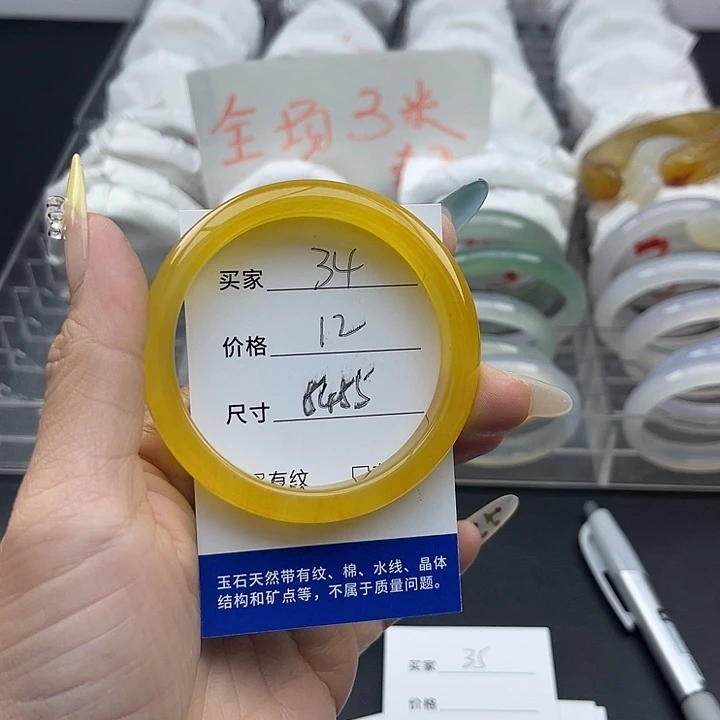 全场3米
买家 34
价格 12
尺寸
有纹
玉石天然带有纹、棉、水线、晶体
结构和矿点等，不属于质量问题。
买家 35
价格